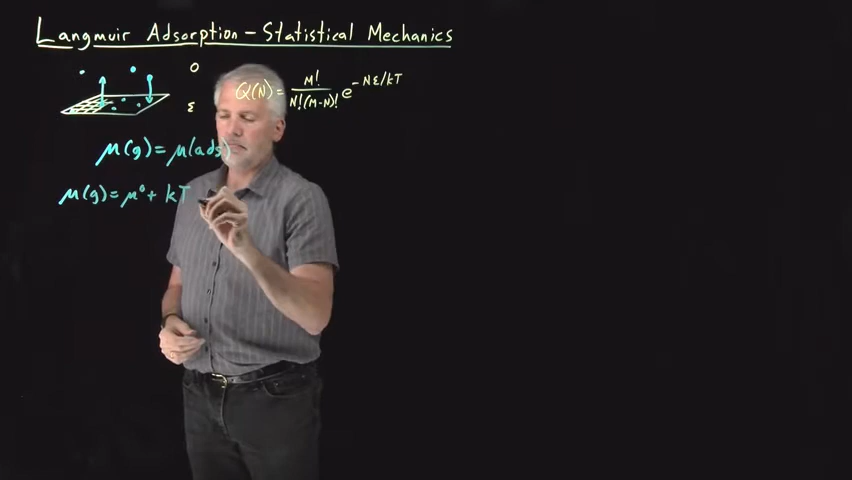 Langmuir Adsorption - Statistical Mechanics
0
ε
Q(N) = M! / N!(M-N)! e^-Nε/kT
μ(g) = μ(ads)
μ(g) = μ° + kT